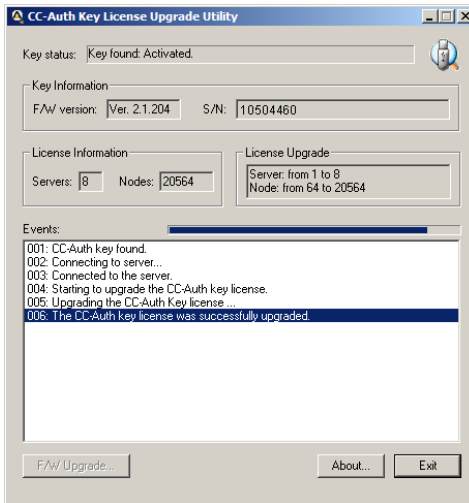 CC-Auth Key License Upgrade Utility
Key status: Key found: Activated.
Key Information
F/W version: Ver. 2.1.204 S/N: 10504460
License Information
Servers: 8 Nodes: 20564
License Upgrade
Server: from 1 to 8
Node: from 64 to 20564
Events:
001: CC-Auth key found.
002: Connecting to server...
003: Connected to the server.
004: Starting to upgrade the CC-Auth key license.
005: Upgrading the CC-Auth Key license ...
006: The CC-Auth key license was successfully upgraded.
F/W Upgrade... About... Exit